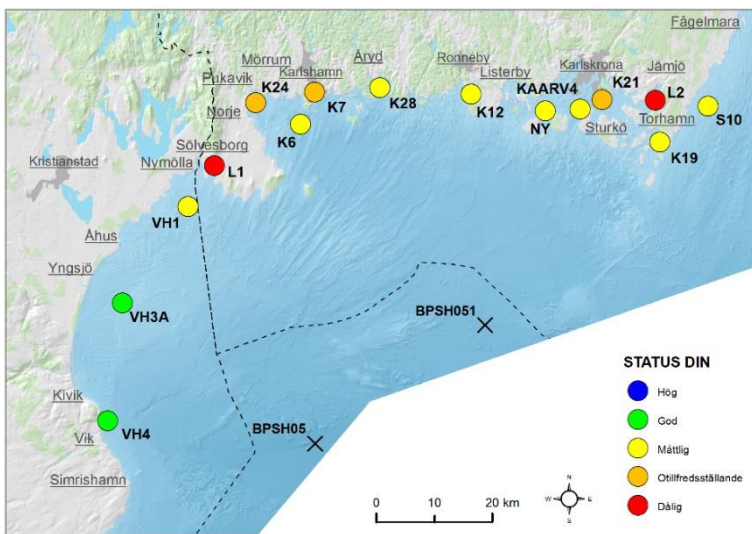 Fågelmara
Mörrum
Åryd
Ronneby
Karlskrona
Jämjö
Pukavik
K24
Karlshamn
Listerby
KAARV4
K21
L2
K7
K28
K12
Norje
K6
NY
Sturkö
Torhamn
S10
Sölvesborg
K19
Kristianstad
Nymölla
L1
VH1
Åhus
Yngsjö
VH3A
BPSH051
STATUS DIN
Hög
Kivik
God
VH4
Vik
BPSH05
Måttlig
Simrishamn
Otillfredsställande
N
W E
S
Dålig
0 10 20 km